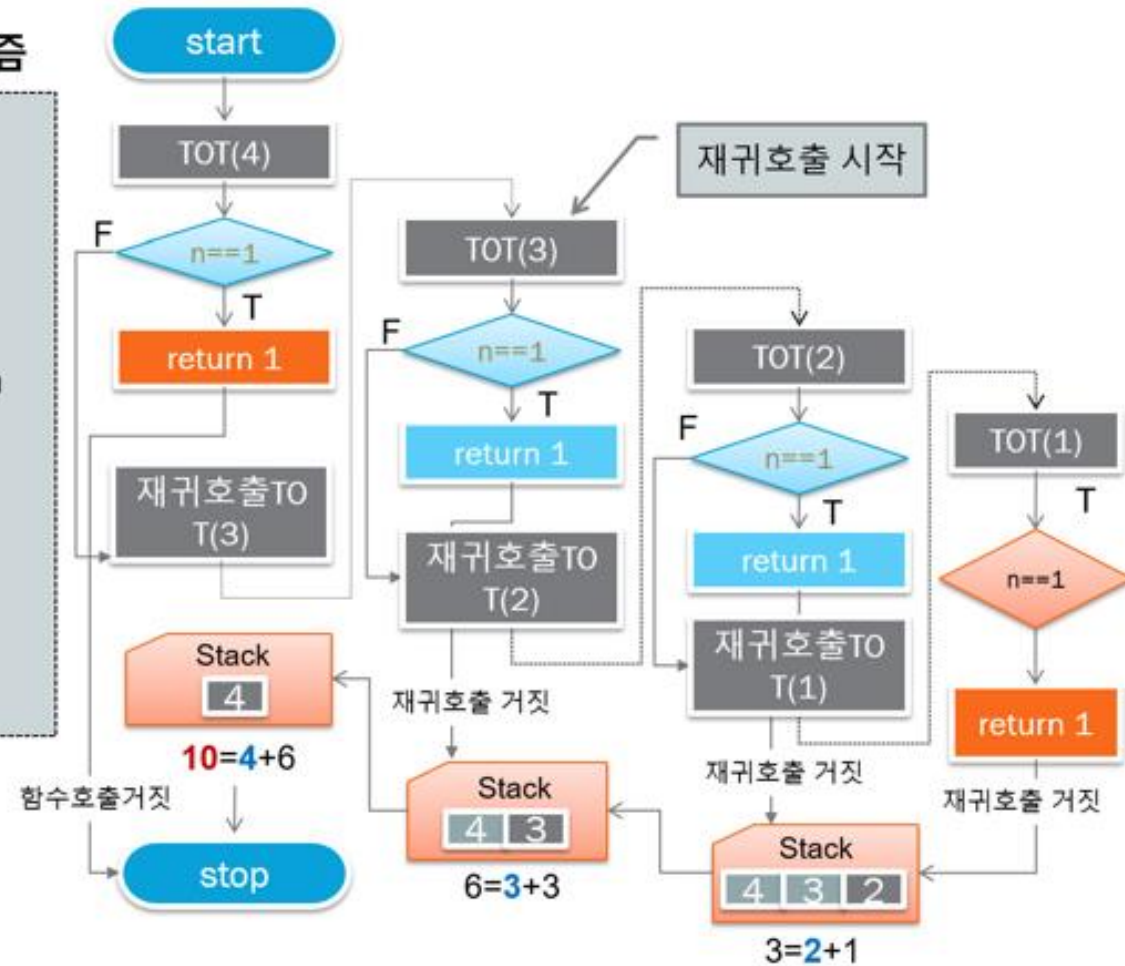 즘
start
TOT(4)
n==1
F
T
return 1
재귀호출TO
T(3)
재귀호출 시작
TOT(3)
n==1
F
T
return 1
재귀호출TO
T(2)
재귀호출 거짓
TOT(2)
n==1
F
T
return 1
재귀호출TO
T(1)
재귀호출 거짓
TOT(1)
T
n==1
return 1
재귀호출 거짓
Stack
4 3 2
3=2+1
Stack
4 3
6=3+3
Stack
4
10=4+6
함수호출거짓
stop